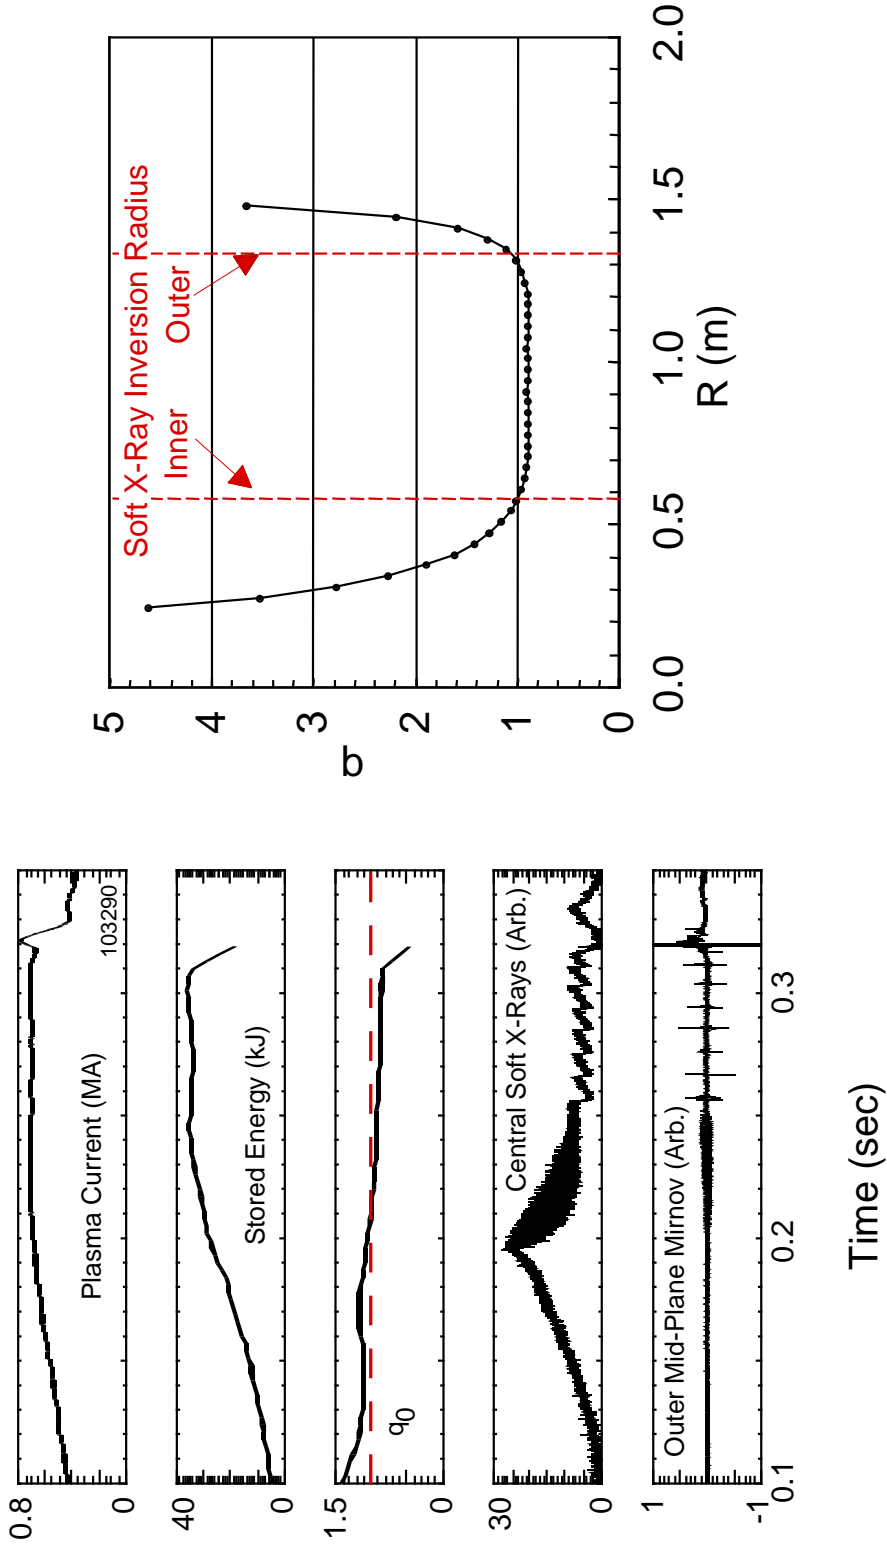 0.8
Plasma Current (MA)
103290
0
40
Stored Energy (kJ)
0
1.5
q0
0
30
Central Soft X-Rays (Arb.)
0
1
Outer Mid-Plane Mirnov (Arb.)
-1
0.1 0.2 0.3
Time (sec)
5
Soft X-Ray Inversion Radius
Inner Outer
4
3
q
2
1
0
0.0 0.5 1.0 1.5 2.0
R (m)